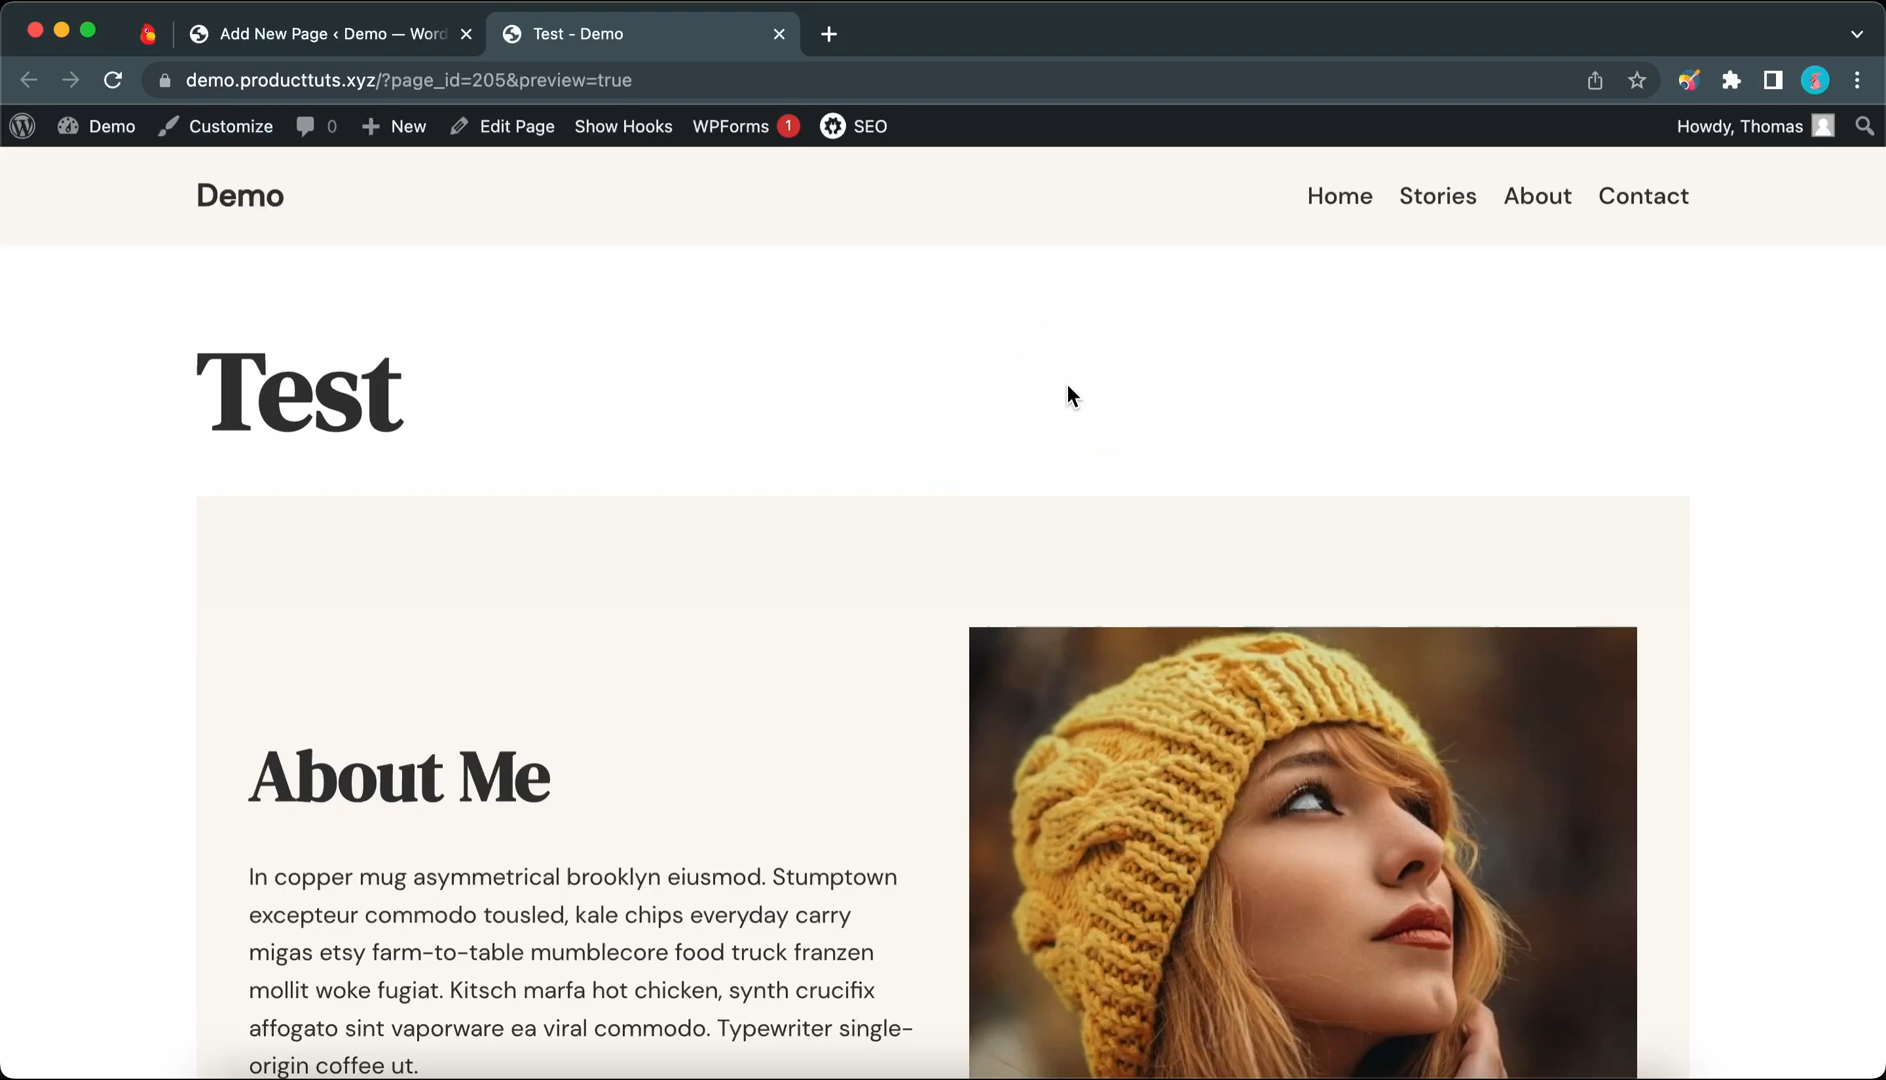 Add New Page ‹ Demo — Word
Test - Demo
demo.producttuts.xyz/?page_id=205&preview=true
Demo Customize 0 New Edit Page Show Hooks WPForms 1 SEO Howdy, Thomas
Demo Home Stories About Contact
Test
About Me
In copper mug asymmetrical brooklyn eiusmod. Stumptown
excepteur commodo tousled, kale chips everyday carry
migas etsy farm-to-table mumblecore food truck franzen
mollit woke fugiat. Kitsch marfa hot chicken, synth crucifix
affogato sint vaporware ea viral commodo. Typewriter single-
origin coffee ut.